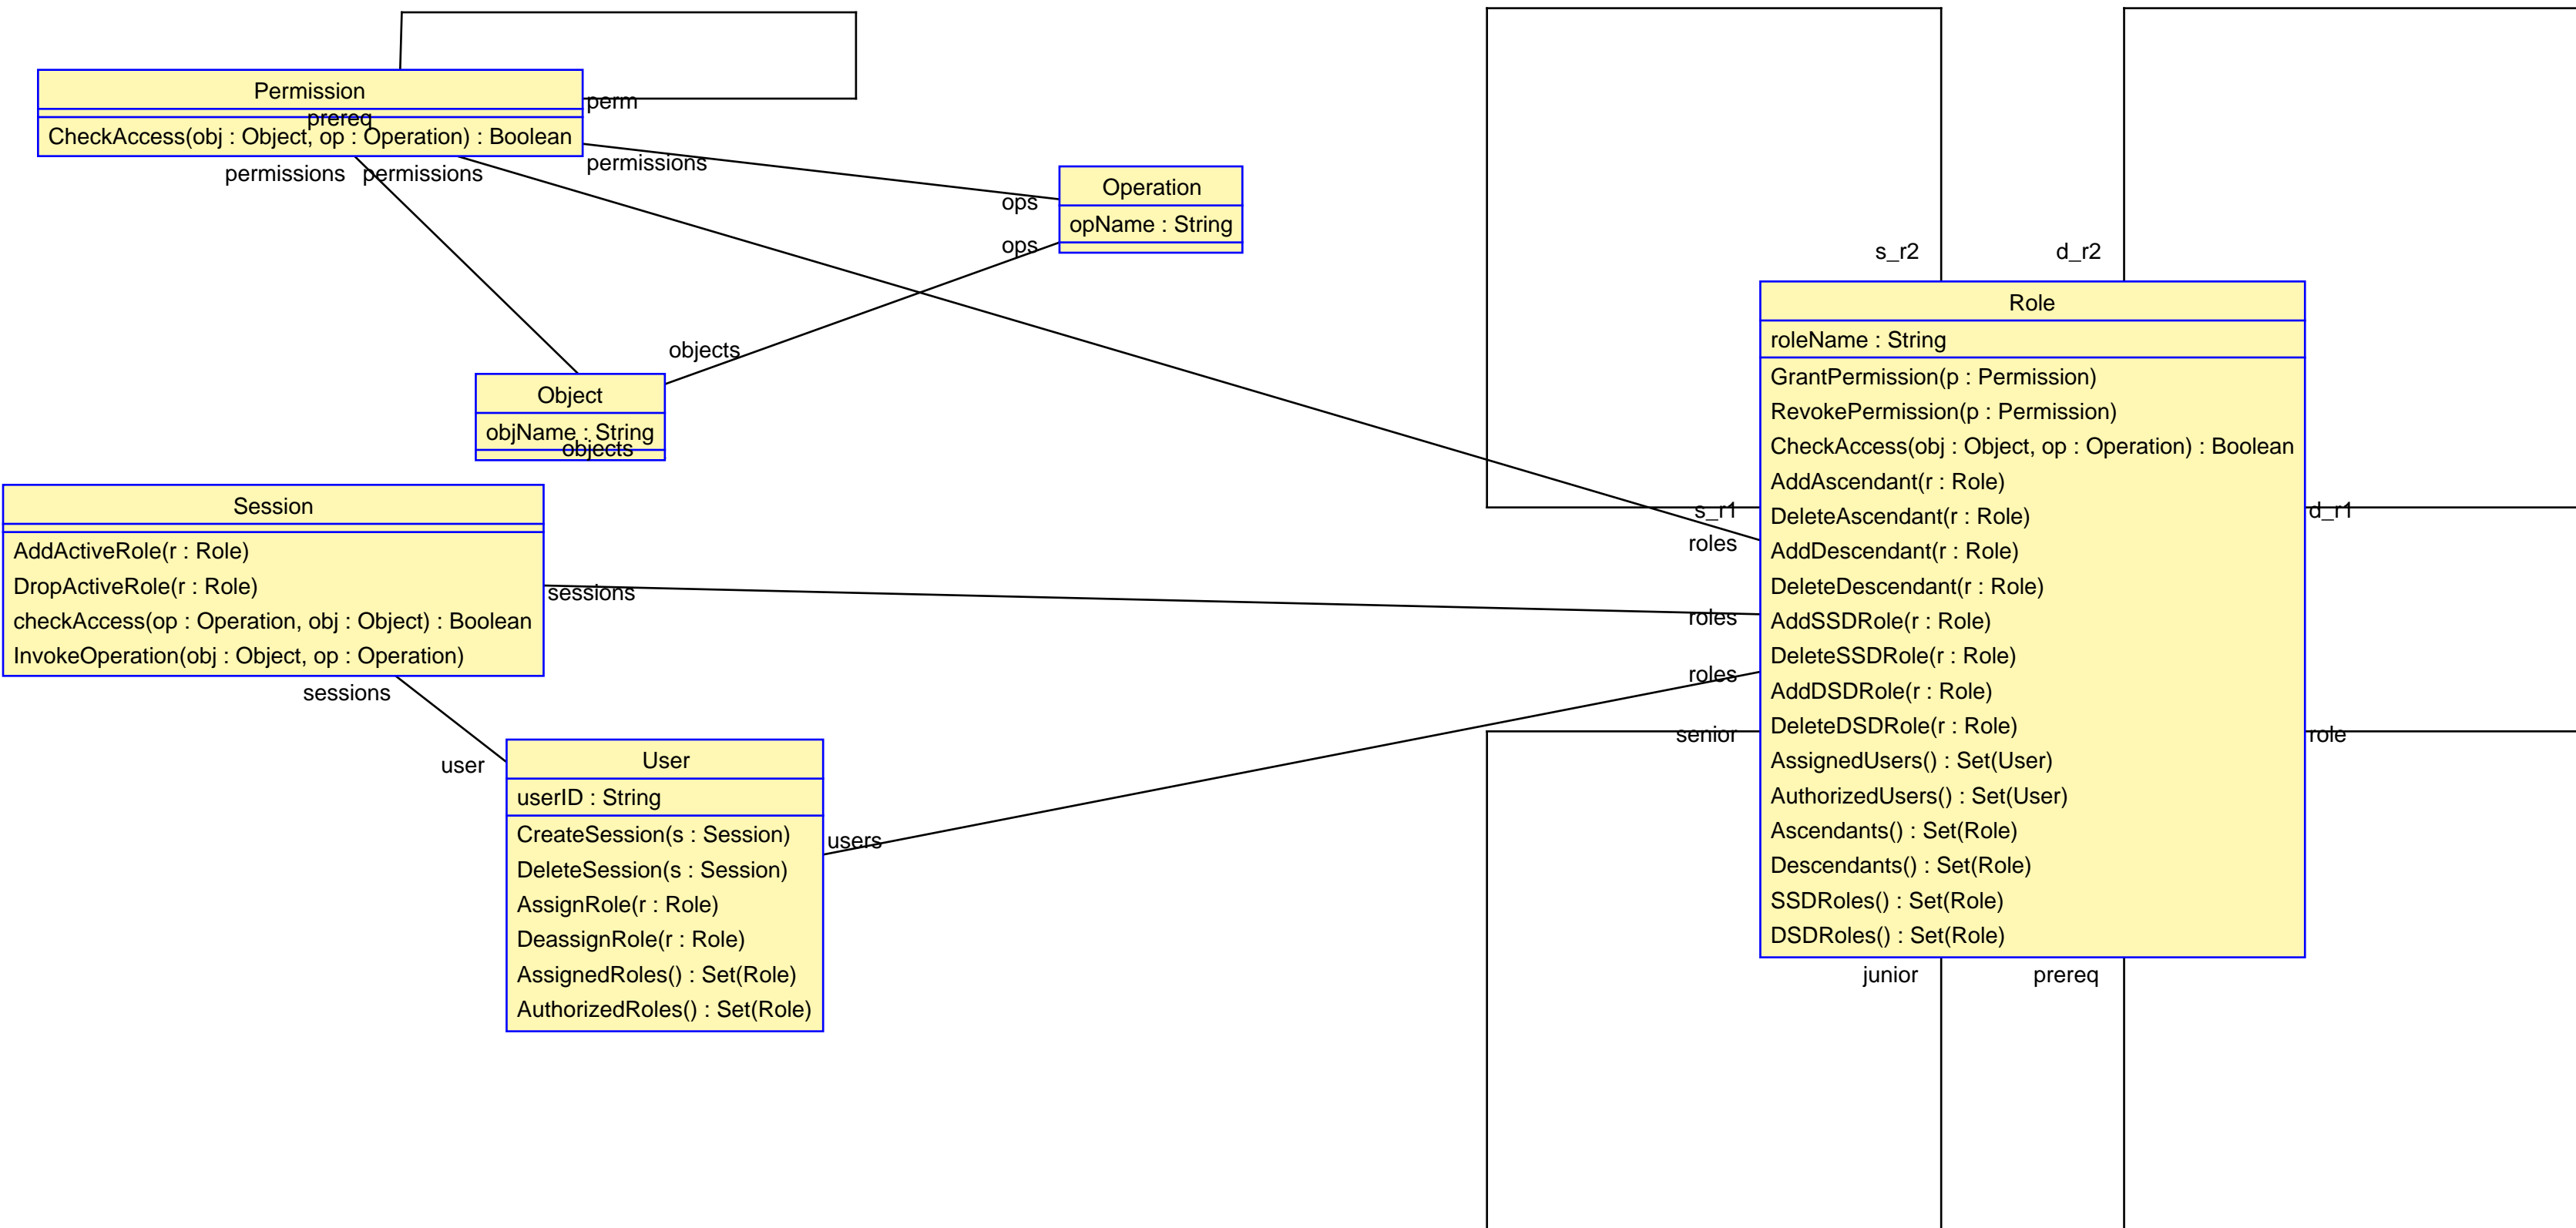 Permission
prereq
CheckAccess(obj : Object, op : Operation) : Boolean
perm
permissions
permissions
permissions
ops
Operation
opName : String
ops
objects
Object
objName : String
objects
Session
AddActiveRole(r : Role)
DropActiveRole(r : Role)
checkAccess(op : Operation, obj : Object) : Boolean
InvokeOperation(obj : Object, op : Operation)
sessions
sessions
user
User
userID : String
CreateSession(s : Session)
DeleteSession(s : Session)
AssignRole(r : Role)
DeassignRole(r : Role)
AssignedRoles() : Set(Role)
AuthorizedRoles() : Set(Role)
users
s_r2
d_r2
s_r1
roles
roles
roles
senior
Role
roleName : String
GrantPermission(p : Permission)
RevokePermission(p : Permission)
CheckAccess(obj : Object, op : Operation) : Boolean
AddAscendant(r : Role)
DeleteAscendant(r : Role)
AddDescendant(r : Role)
DeleteDescendant(r : Role)
AddSSDRole(r : Role)
DeleteSSDRole(r : Role)
AddDSDRole(r : Role)
DeleteDSDRole(r : Role)
AssignedUsers() : Set(User)
AuthorizedUsers() : Set(User)
Ascendants() : Set(Role)
Descendants() : Set(Role)
SSDRoles() : Set(Role)
DSDRoles() : Set(Role)
d_r1
role
junior
prereq